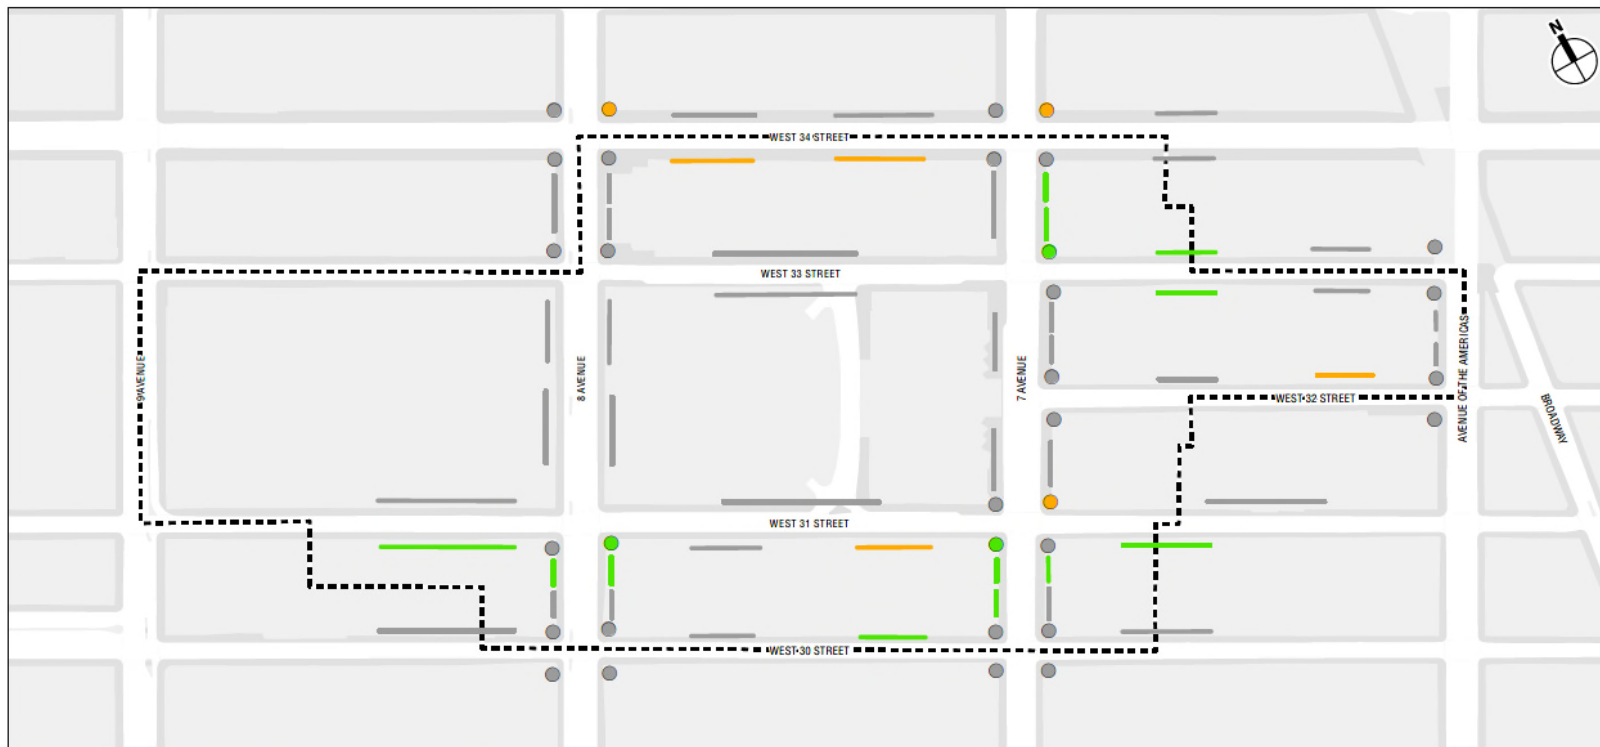 N
WEST 34 STREET
WEST 33 STREET
9 AVENUE
8 AVENUE
7 AVENUE
AVENUE OF THE AMERICAS
WEST 32 STREET
BROADWAY
WEST 31 STREET
WEST 30 STREET